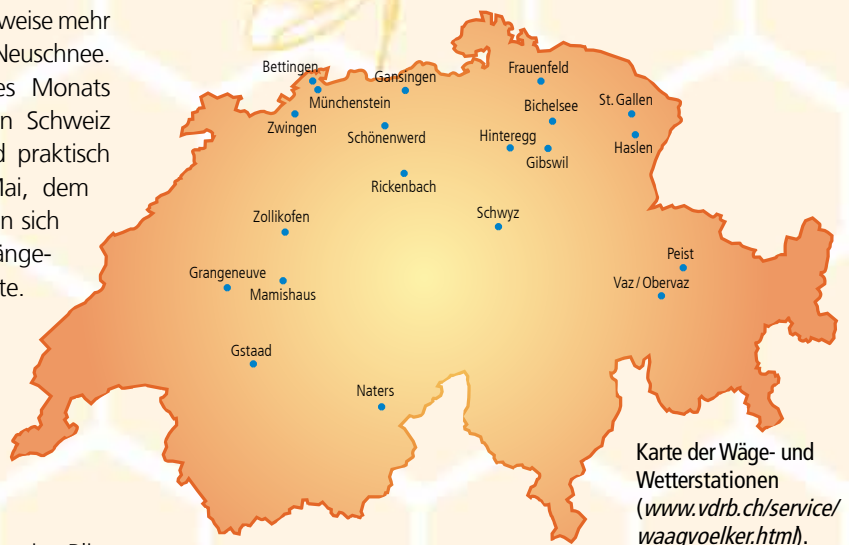 weise mehr
Neuschnee.
es Monats
n Schweiz
d praktisch
Mai, dem
n sich
änge-
te.
Bettingen
Münchenstein
Gansingen
Frauenfeld
Zwingen
Schönenwerd
Bichelsee
St. Gallen
Hinteregg
Haslen
Gibswil
Rickenbach
Zollikofen
Schwyz
Peist
Grangeneuve
Mamishaus
Vaz / Obervaz
Gstaad
Naters
Karte der Wäge- und
Wetterstationen
(www.vdrb.ch/service/
waagvoelker.html).